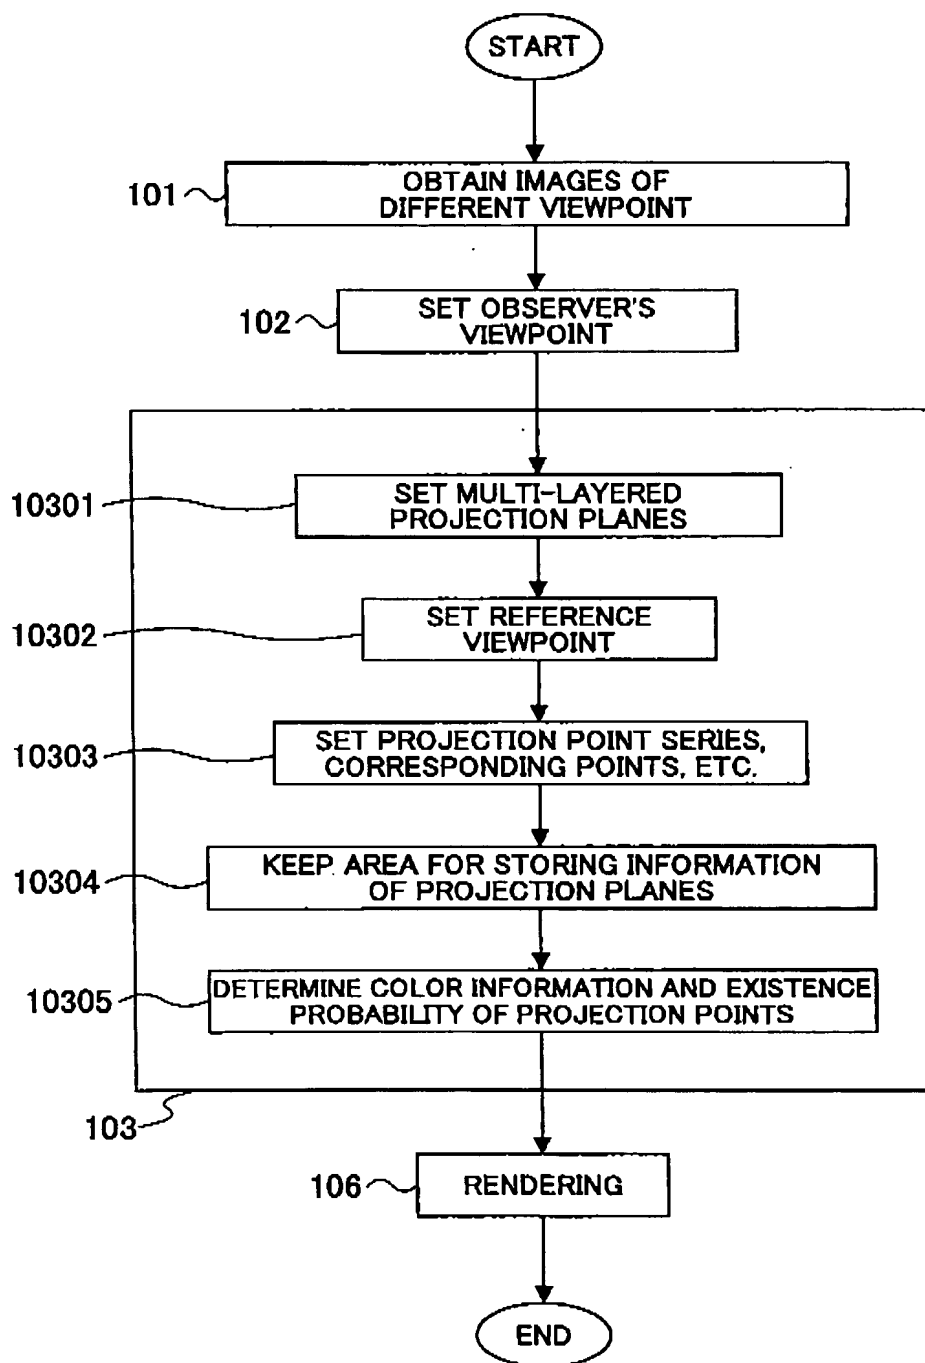 START
101
OBTAIN IMAGES OF
DIFFERENT VIEWPOINT
102
SET OBSERVER'S
VIEWPOINT
10301
SET MULTI-LAYERED
PROJECTION PLANES
10302
SET REFERENCE
VIEWPOINT
10303
SET PROJECTION POINT SERIES,
CORRESPONDING POINTS, ETC.
10304
KEEP AREA FOR STORING INFORMATION
OF PROJECTION PLANES
10305
DETERMINE COLOR INFORMATION AND EXISTENCE
PROBABILITY OF PROJECTION POINTS
103
106
RENDERING
END